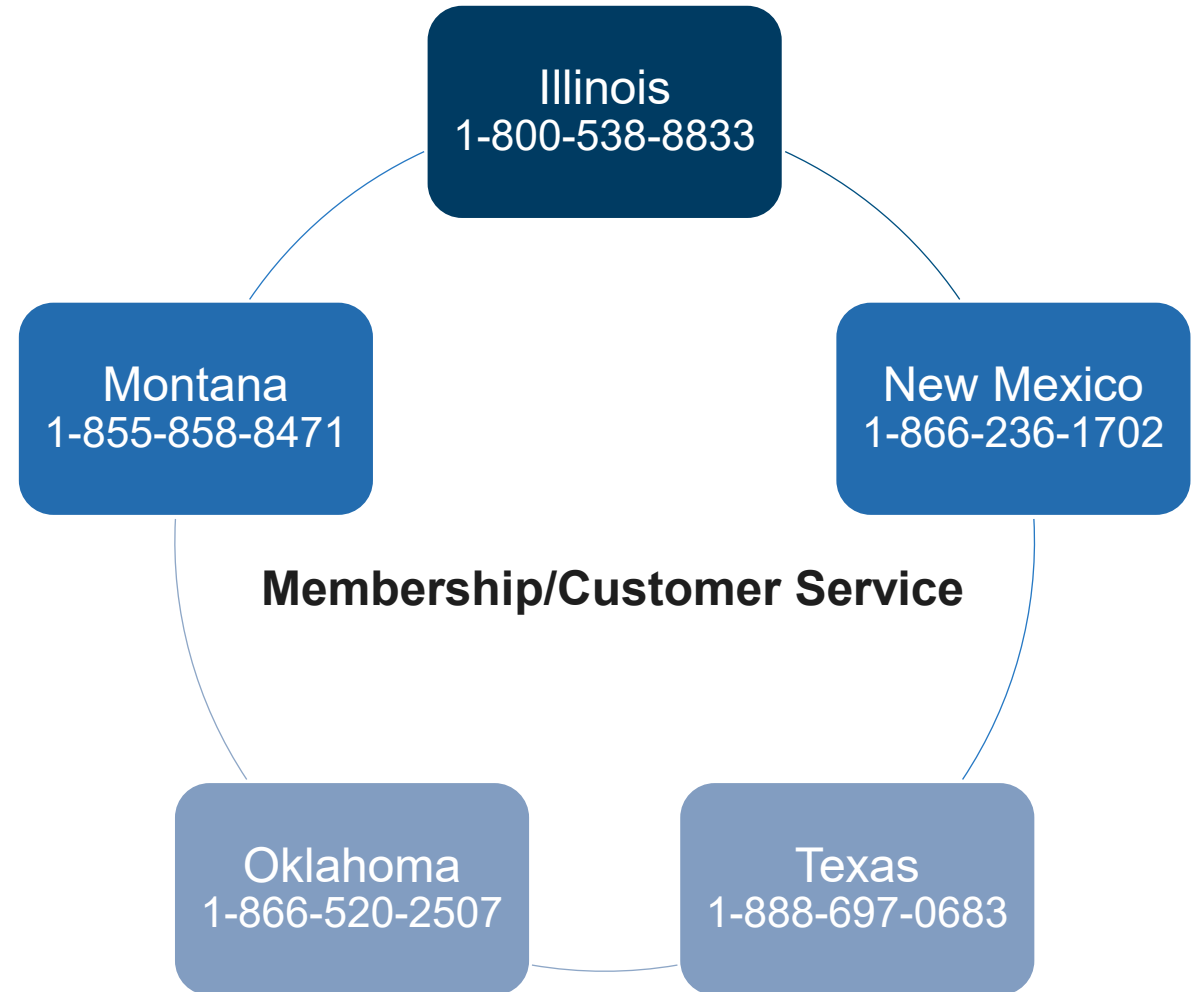 Illinois
1-800-538-8833
Montana
1-855-858-8471
New Mexico
1-866-236-1702
Membership/Customer Service
Oklahoma
1-866-520-2507
Texas
1-888-697-0683